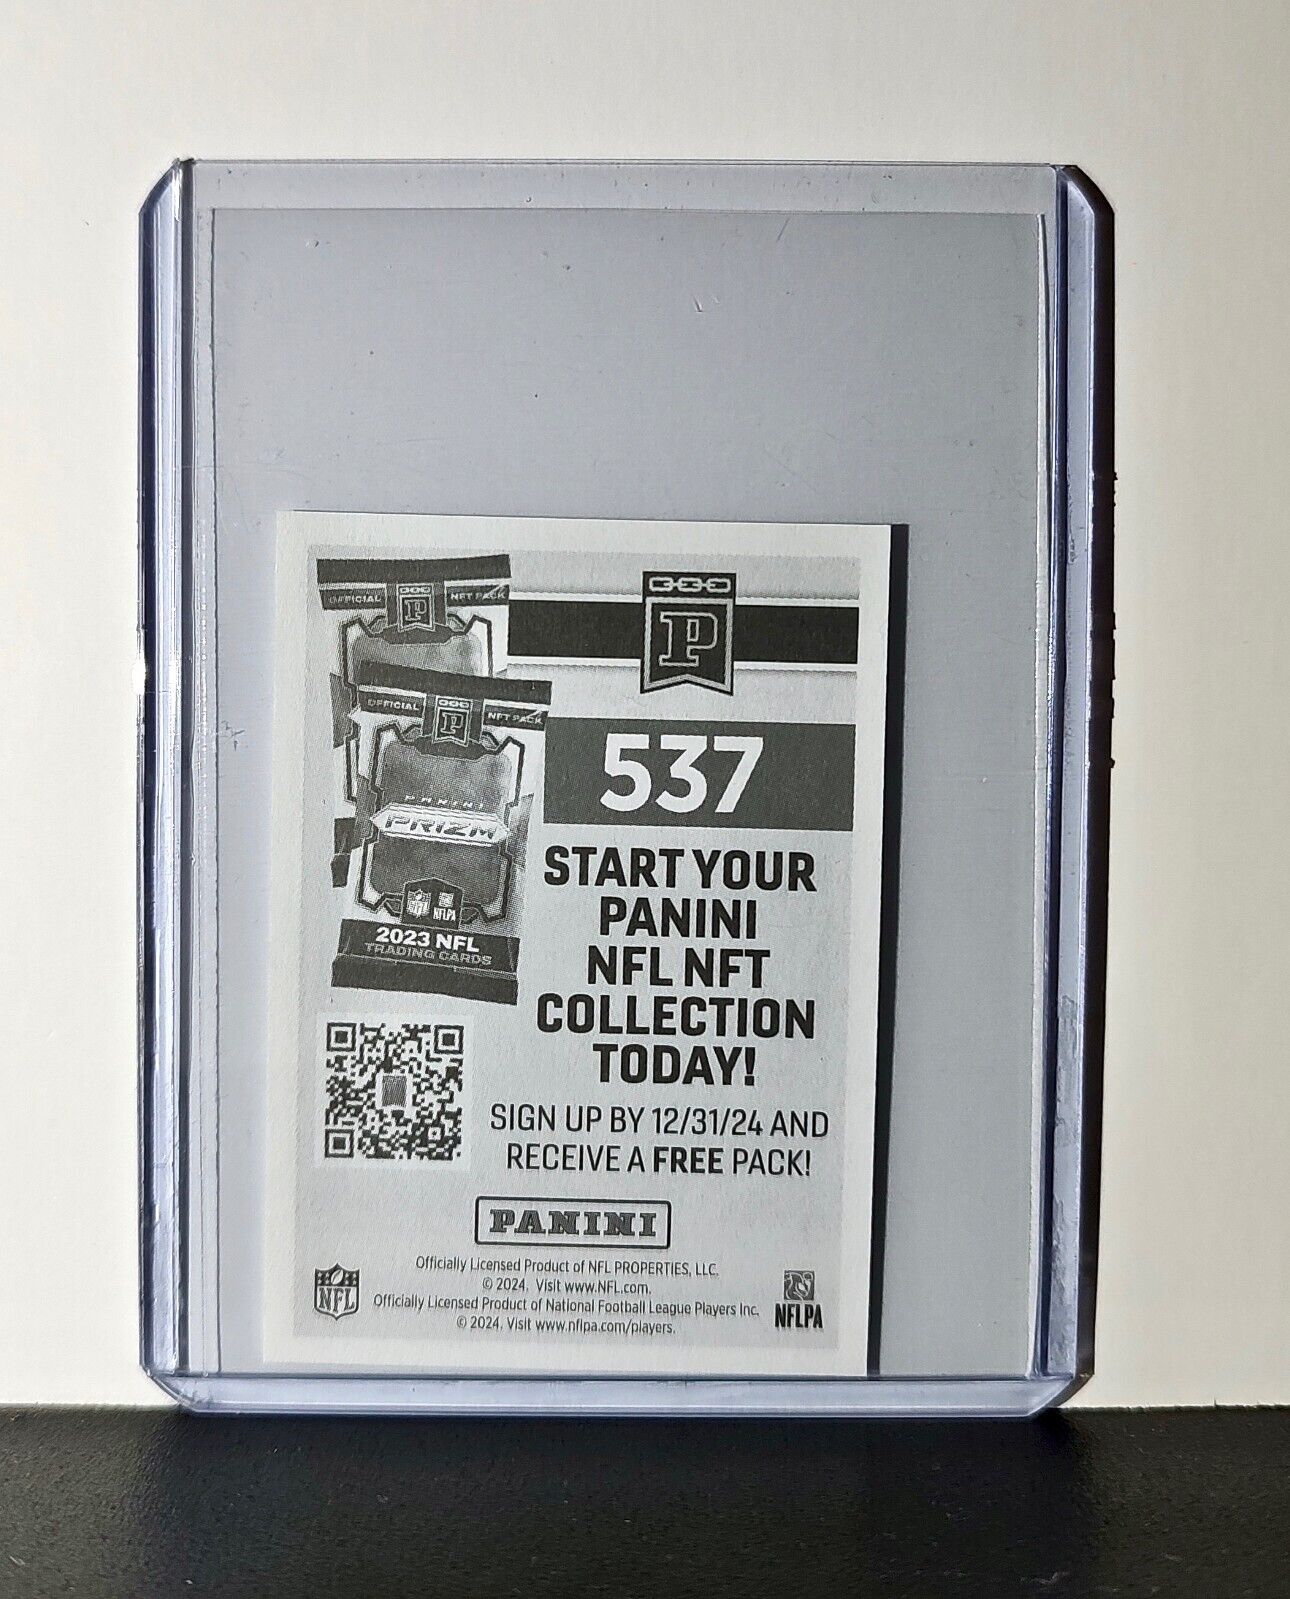 OFFICIAL
P
NFT PACK
OFFICIAL
P
NFT PACK
PANINI
PRIZM
NFL
NFLPA
2023 NFL
TRADING CARDS
P
537
START YOUR
PANINI
NFL NFT
COLLECTION
TODAY!
SIGN UP BY 12/31/24 AND
RECEIVE A FREE PACK!
PANINI
Officially Licensed Product of NFL PROPERTIES, LLC.
© 2024. Visit www.NFL.com.
Officially Licensed Product of National Football League Players Inc.
© 2024. Visit www.nflpa.com/players.
NFL
NFLPA